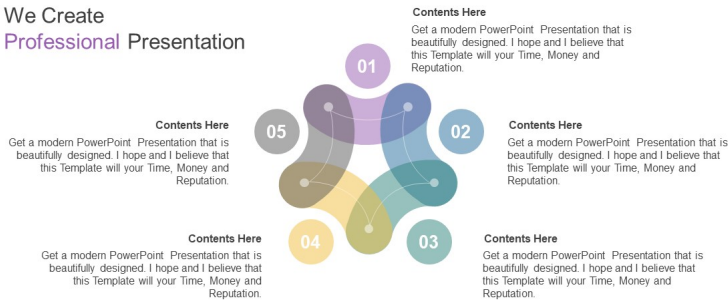 We Create
Professional Presentation
01
Contents Here
Get a modern PowerPoint Presentation that is
beautifully designed. I hope and I believe that
this Template will your Time, Money and
Reputation.
02
Contents Here
Get a modern PowerPoint Presentation that is
beautifully designed. I hope and I believe that
this Template will your Time, Money and
Reputation.
03
Contents Here
Get a modern PowerPoint Presentation that is
beautifully designed. I hope and I believe that
this Template will your Time, Money and
Reputation.
04
Contents Here
Get a modern PowerPoint Presentation that is
beautifully designed. I hope and I believe that
this Template will your Time, Money and
Reputation.
05
Contents Here
Get a modern PowerPoint Presentation that is
beautifully designed. I hope and I believe that
this Template will your Time, Money and
Reputation.